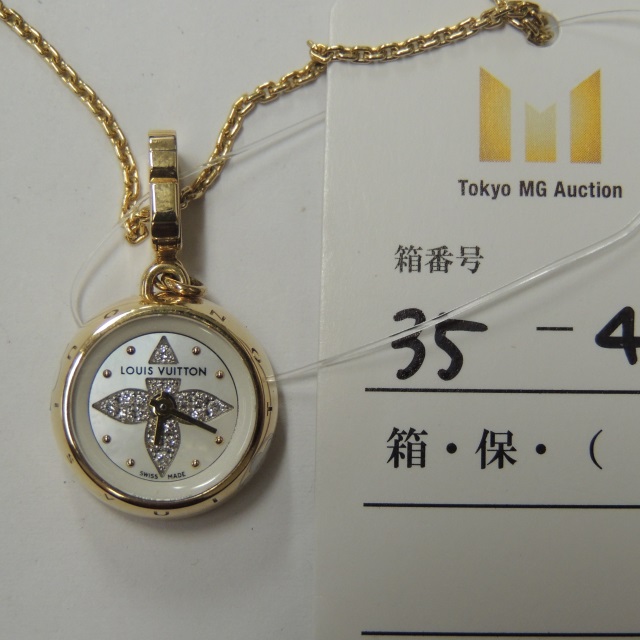 LOUIS VUITTON
SWISS MADE
Tokyo MG Auction
箱番号
35 - 4
箱・保・（